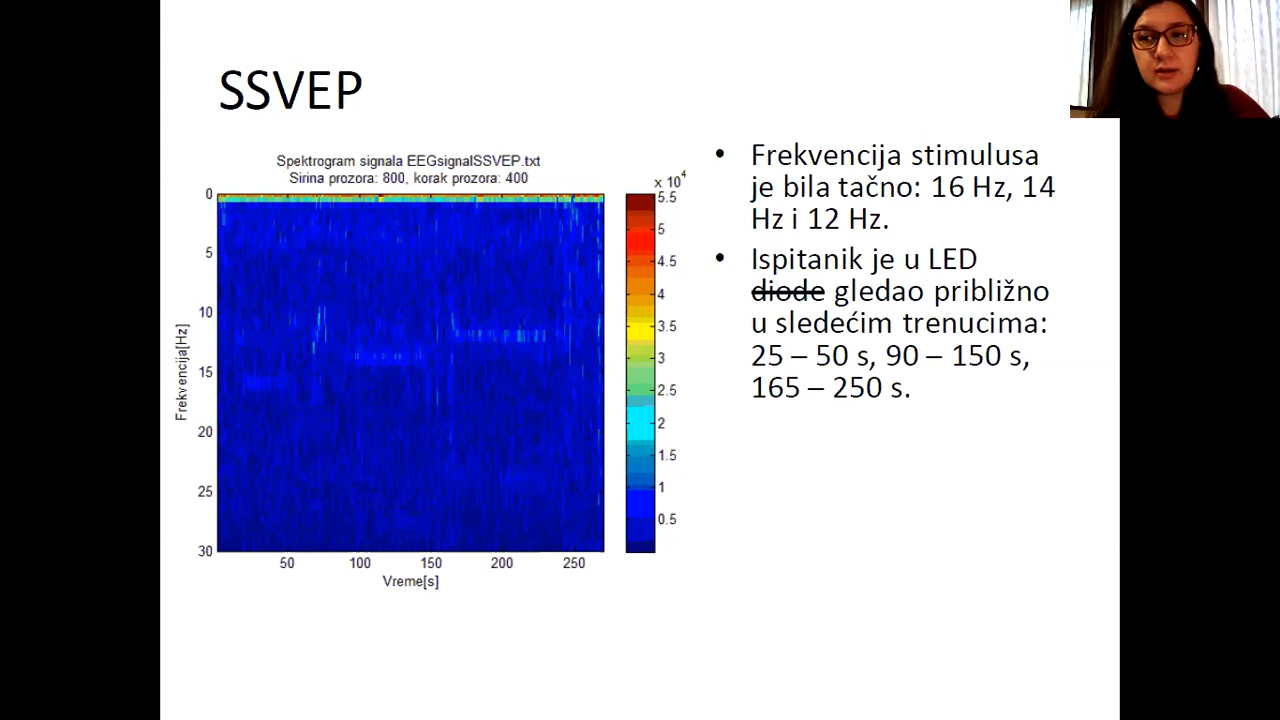 SSVEP
Spektrogram signala EEGsignalSSVEP.txt
Sirina prozora: 800, korak prozora: 400
0
5
10
15
20
25
30
Frekvencija[Hz]
50
100
150
200
250
Vreme[s]
x 10⁴
5.5
5
4.5
4
3.5
3
2.5
2
1.5
1
0.5
• Frekvencija stimulusa
je bila tačno: 16 Hz, 14
Hz i 12 Hz.
• Ispitanik je u LED
diode gledao približno
u sledećim trenucima:
25 – 50 s, 90 – 150 s,
165 – 250 s.